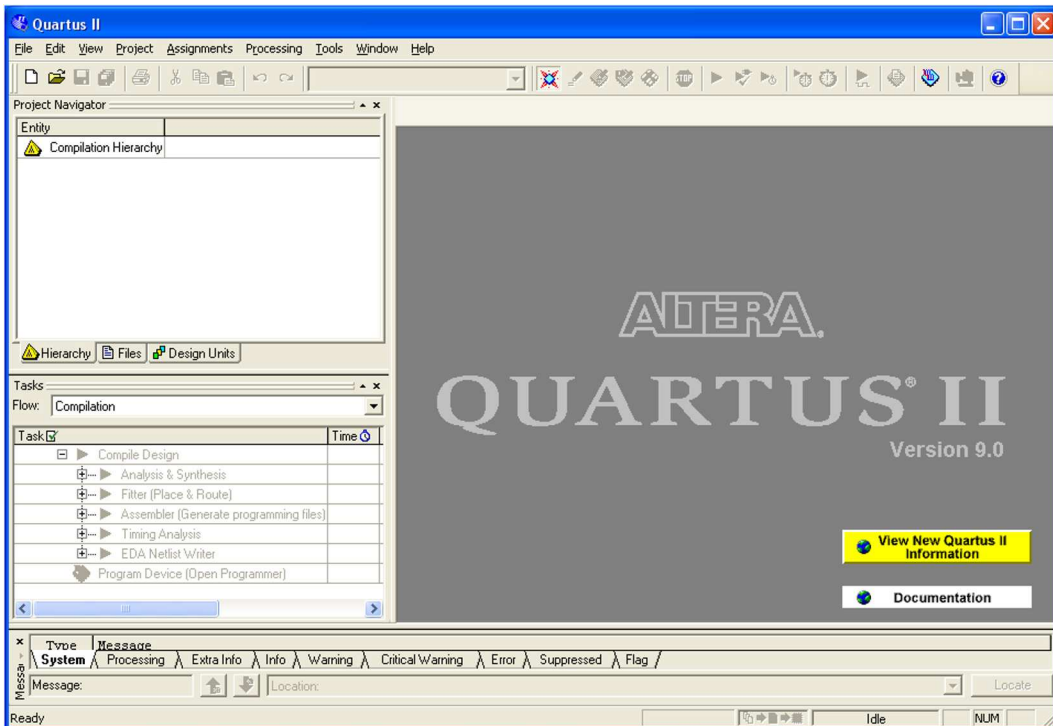 Quartus II
File Edit View Project Assignments Processing Tools Window Help
STOP
Project Navigator
Entity
Compilation Hierarchy
Hierarchy Files Design Units
Tasks
Flow: Compilation
Task Time
Compile Design
Analysis & Synthesis
Fitter (Place & Route)
Assembler (Generate programming files)
Timing Analysis
EDA Netlist Writer
Program Device (Open Programmer)
ALTERA®
QUARTUS® II
Version 9.0
View New Quartus II
Information
Documentation
Type Message
System Processing Extra Info Info Warning Critical Warning Error Suppressed Flag
Message: Location: Locate
Ready Idle NUM